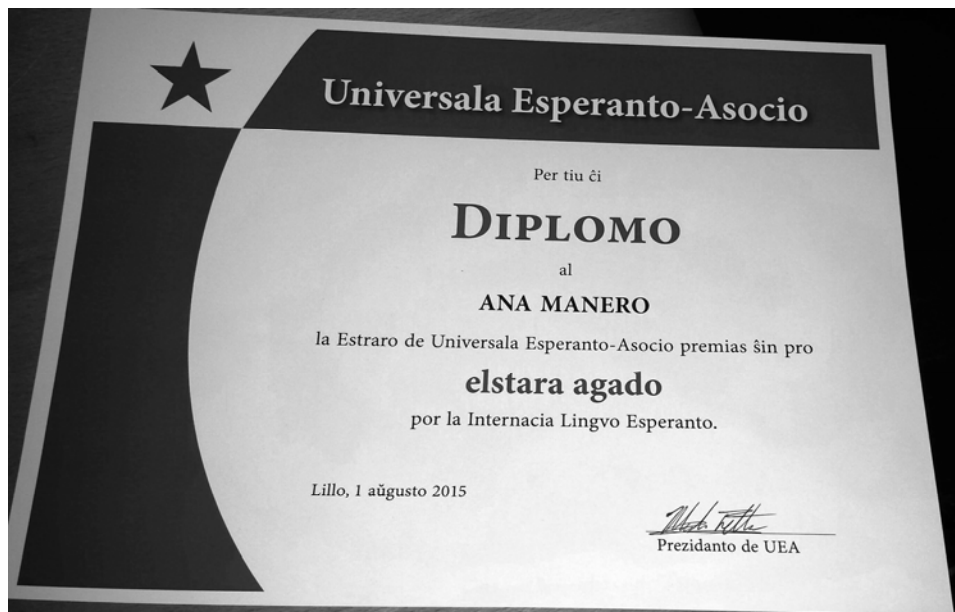 Universala Esperanto-Asocio
Per tiu ĉi
DIPLOMO
al
ANA MANERO
la Estraro de Universala Esperanto-Asocio premias ŝin pro
elstara agado
por la Internacia Lingvo Esperanto.
Lillo, 1 aŭgusto 2015
Prezidanto de UEA